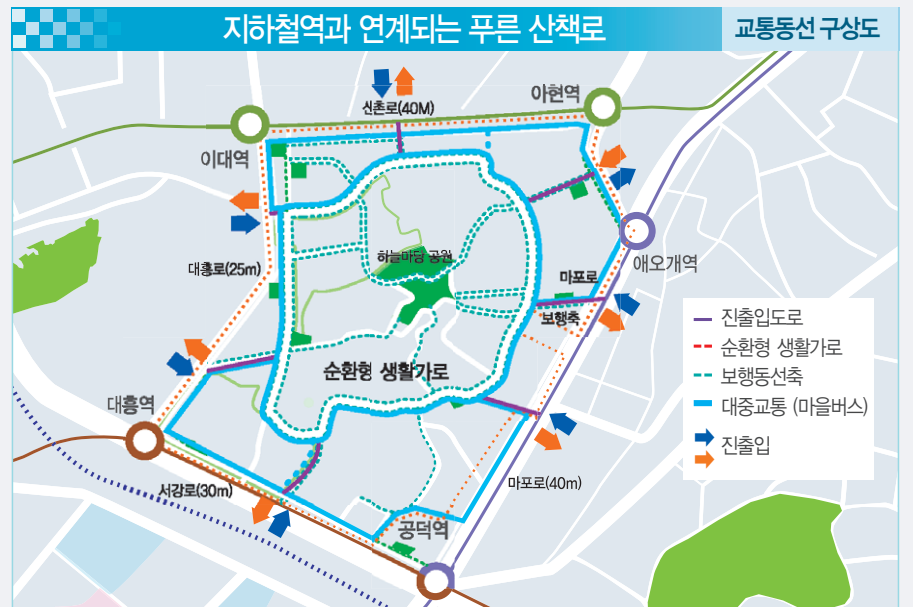 지하철역과 연계되는 푸른 산책로
교통동선 구상도
신촌로(40M)
아현역
이대역
하늘마당 공원
애오개역
대흥로(25m)
마포로
보행축
진출입도로
순환형 생활가로
보행동선축
대중교통 (마을버스)
진출입
순환형 생활가로
대흥역
서강로(30m)
마포로(40m)
공덕역